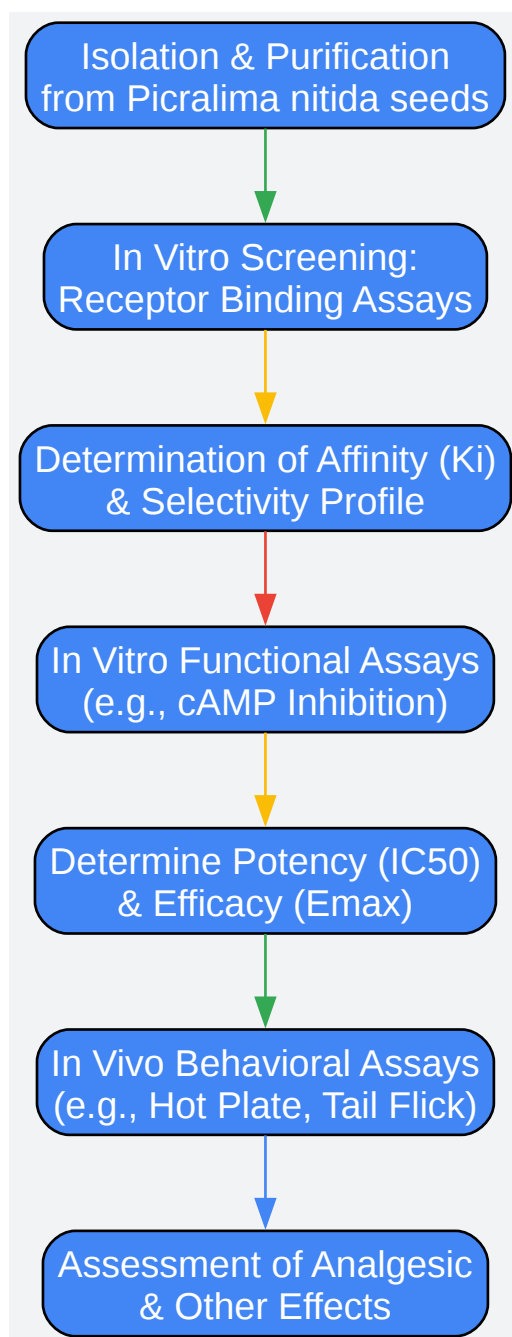 Isolation & Purification
from Picralima nitida seeds
In Vitro Screening:
Receptor Binding Assays
Determination of Affinity (Ki)
& Selectivity Profile
In Vitro Functional Assays
(e.g., cAMP Inhibition)
Determine Potency (IC50)
& Efficacy (Emax)
In Vivo Behavioral Assays
(e.g., Hot Plate, Tail Flick)
Assessment of Analgesic
& Other Effects